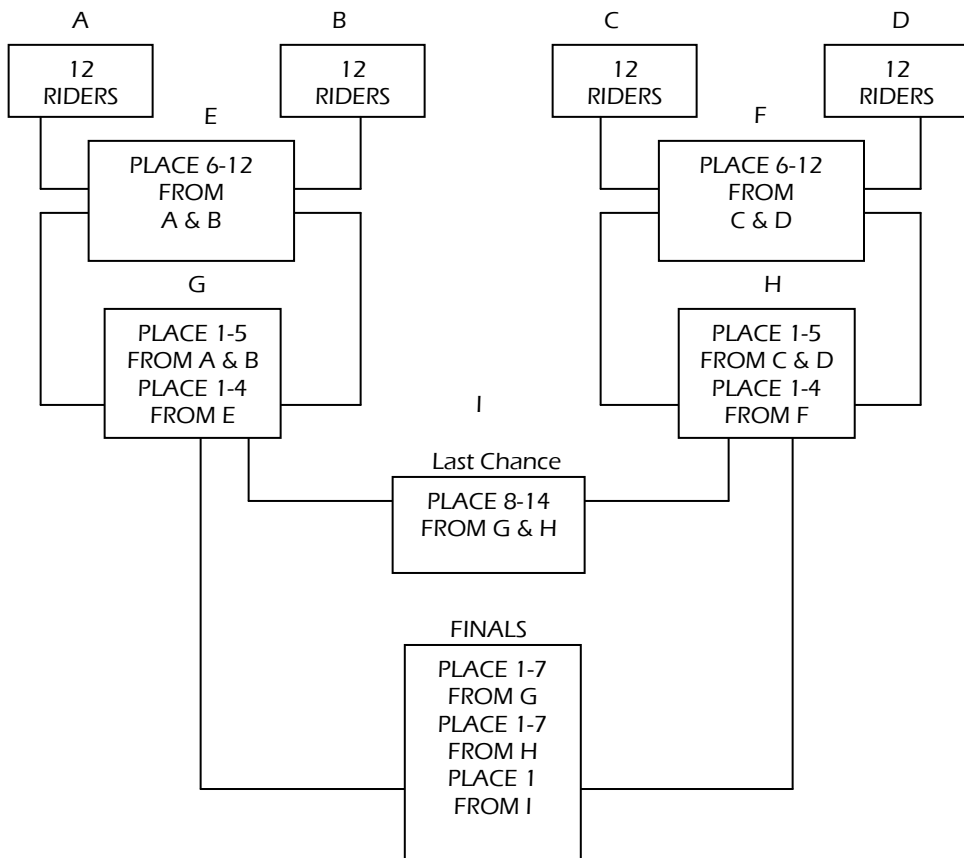 A
B
C
D
12
RIDERS
12
RIDERS
12
RIDERS
12
RIDERS
E
F
PLACE 6-12
FROM
A & B
PLACE 6-12
FROM
C & D
G
H
PLACE 1-5
FROM A & B
PLACE 1-4
FROM E
PLACE 1-5
FROM C & D
PLACE 1-4
FROM F
I
Last Chance
PLACE 8-14
FROM G & H
FINALS
PLACE 1-7
FROM G
PLACE 1-7
FROM H
PLACE 1
FROM I